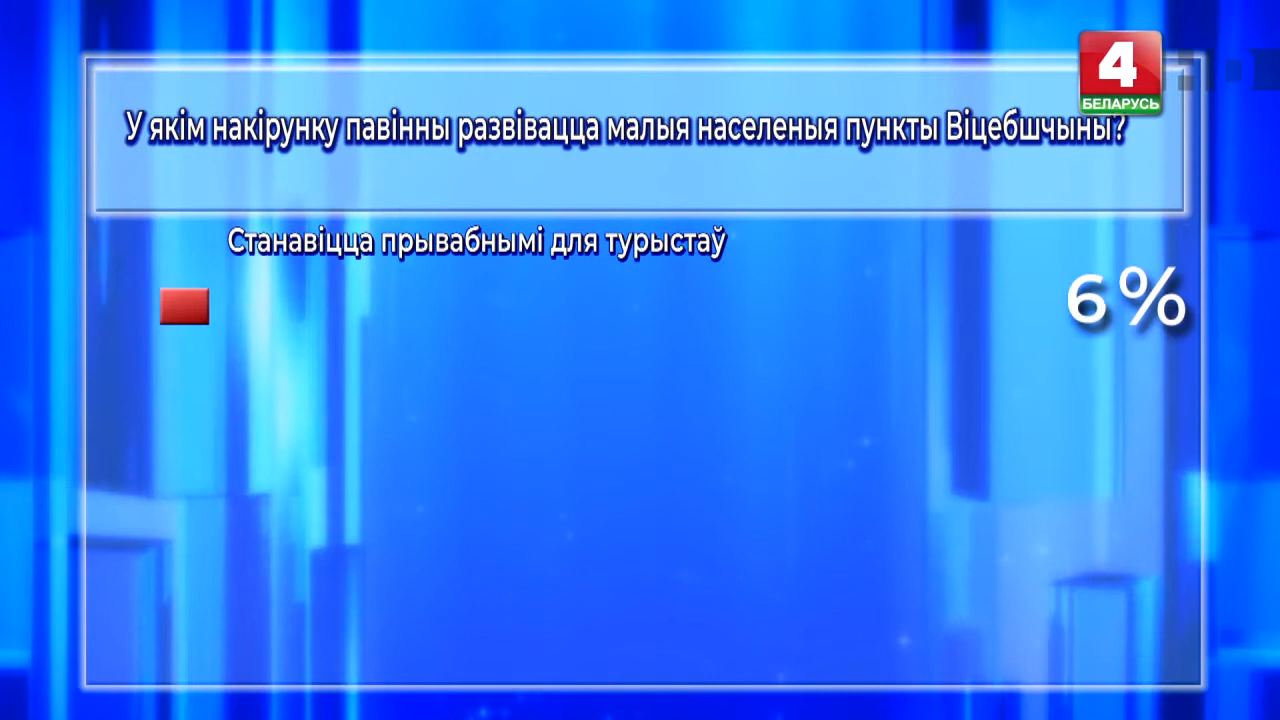 4
БЕЛАРУСЬ
У якім накірунку павінны развівацца малыя населеныя пункты Віцебшчыны?
Станавіцца прывабнымі для турыстаў
6%